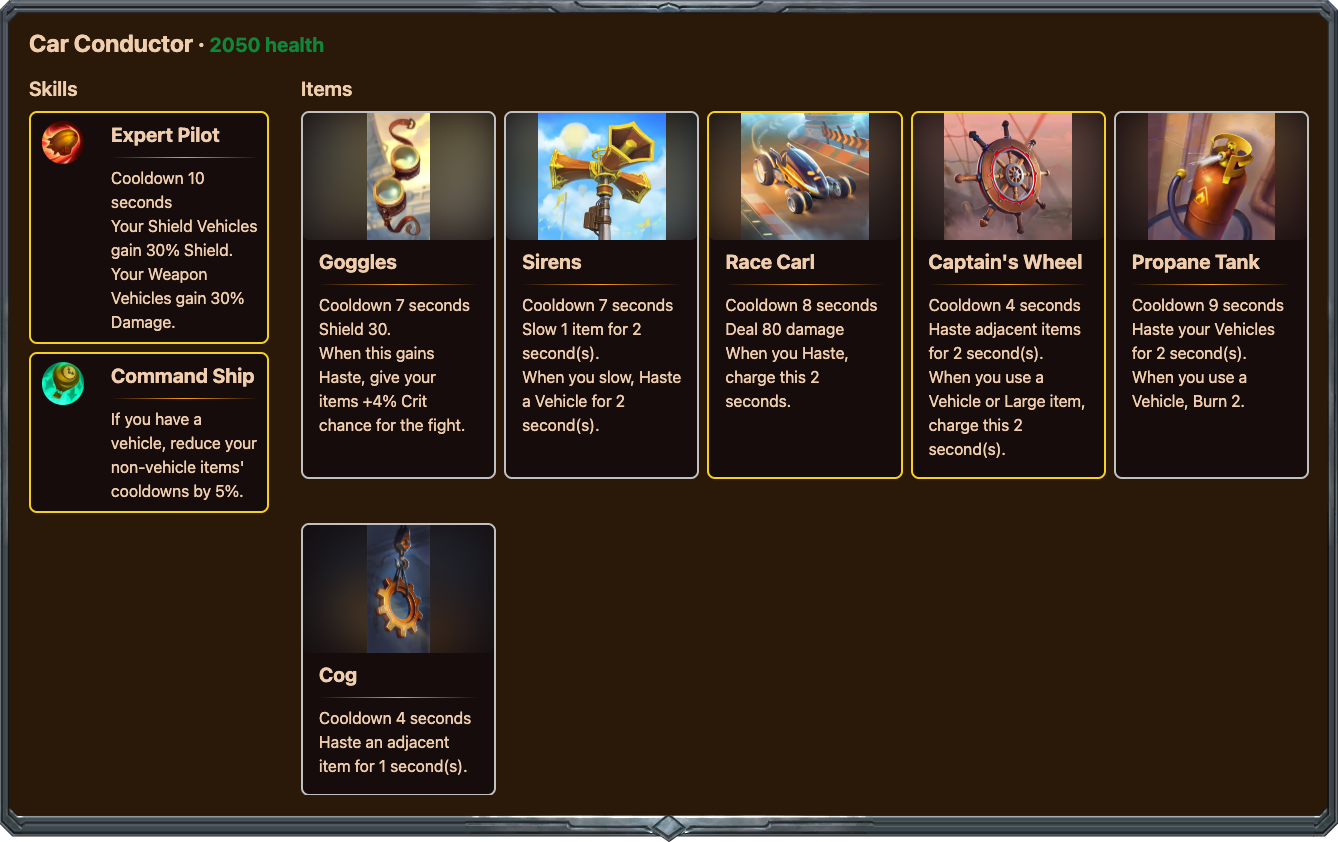 Car Conductor · 2050 health
Skills
Expert Pilot
Cooldown 10
seconds
Your Shield Vehicles
gain 30% Shield.
Your Weapon
Vehicles gain 30%
Damage.
Command Ship
If you have a
vehicle, reduce your
non-vehicle items'
cooldowns by 5%.
Items
Goggles
Cooldown 7 seconds
Shield 30.
When this gains
Haste, give your
items +4% Crit
chance for the fight.
Sirens
Cooldown 7 seconds
Slow 1 item for 2
second(s).
When you slow, Haste
a Vehicle for 2
second(s).
Race Carl
Cooldown 8 seconds
Deal 80 damage
When you Haste,
charge this 2
seconds.
Captain's Wheel
Cooldown 4 seconds
Haste adjacent items
for 2 second(s).
When you use a
Vehicle or Large item,
charge this 2
second(s).
Propane Tank
Cooldown 9 seconds
Haste your Vehicles
for 2 second(s).
When you use a
Vehicle, Burn 2.
Cog
Cooldown 4 seconds
Haste an adjacent
item for 1 second(s).